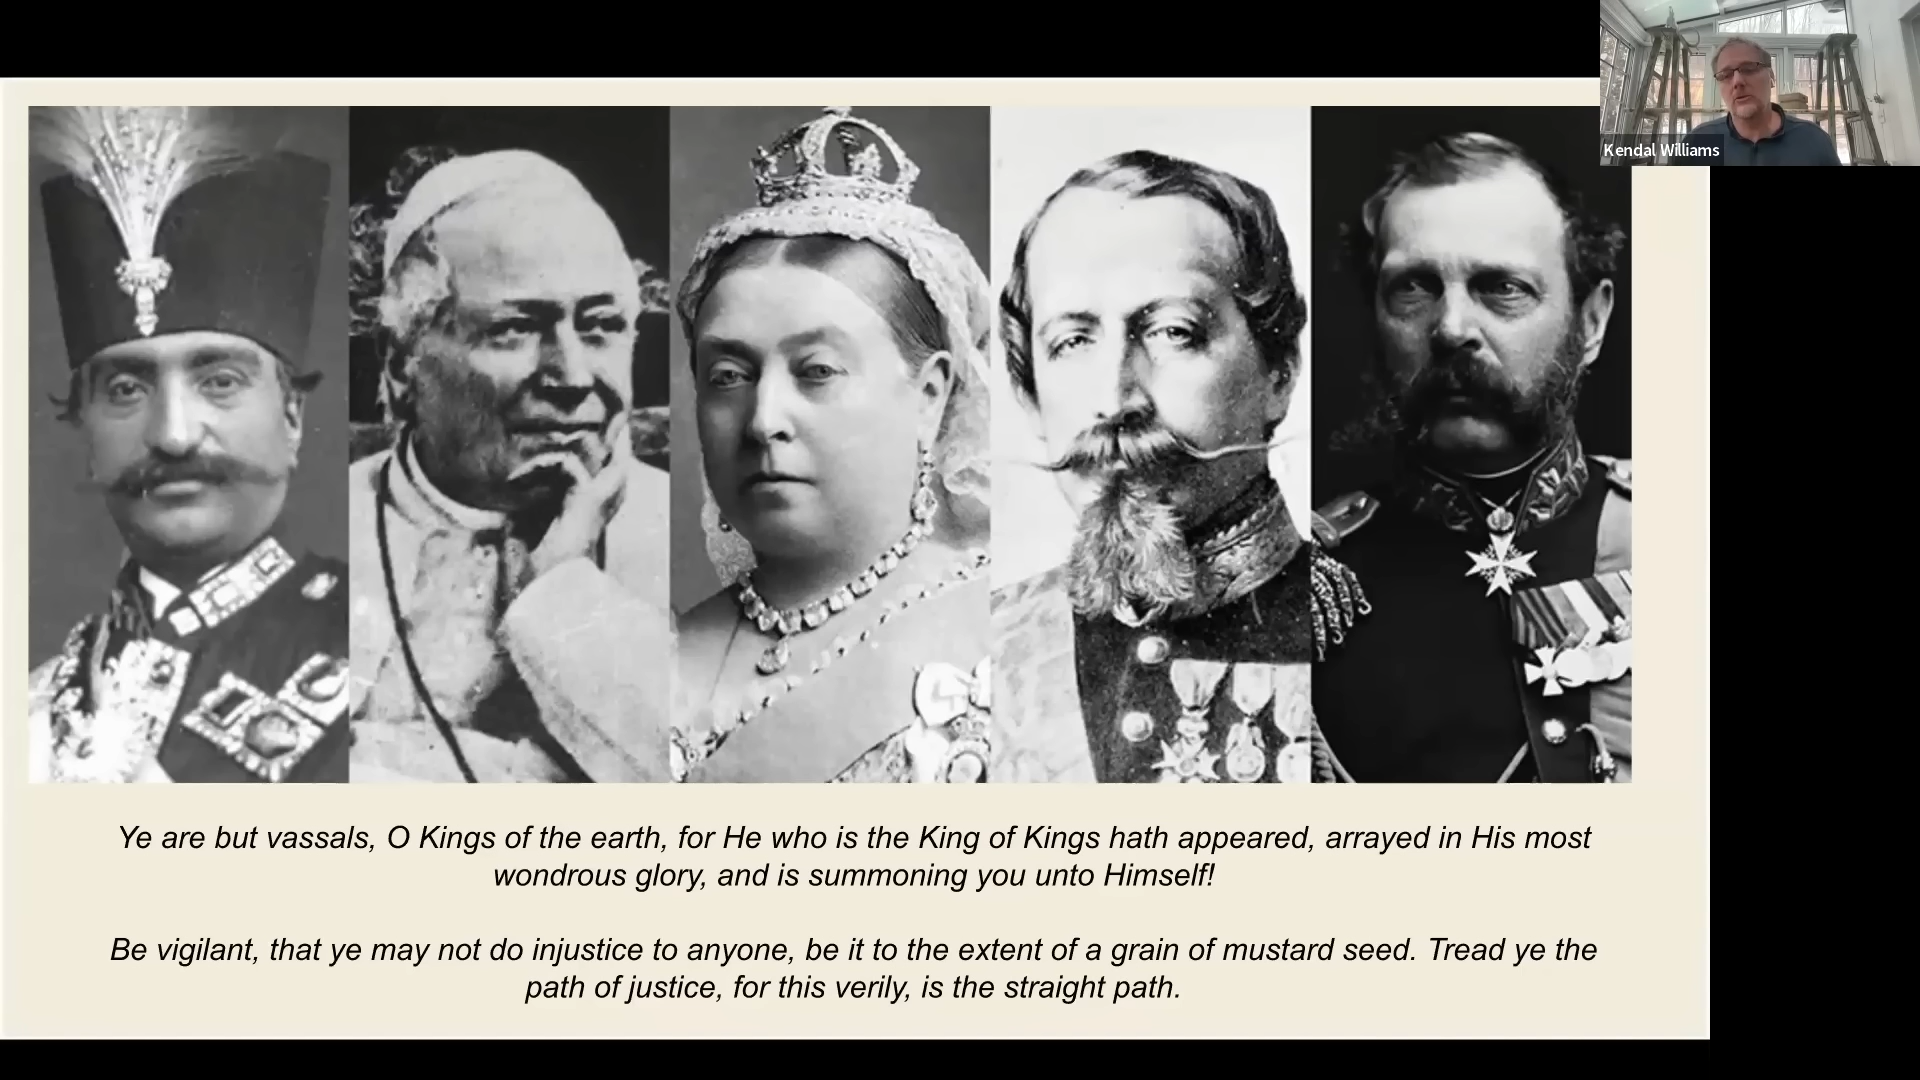 Kendal Williams
Ye are but vassals, O Kings of the earth, for He who is the King of Kings hath appeared, arrayed in His most
wondrous glory, and is summoning you unto Himself!
Be vigilant, that ye may not do injustice to anyone, be it to the extent of a grain of mustard seed. Tread ye the
path of justice, for this verily, is the straight path.